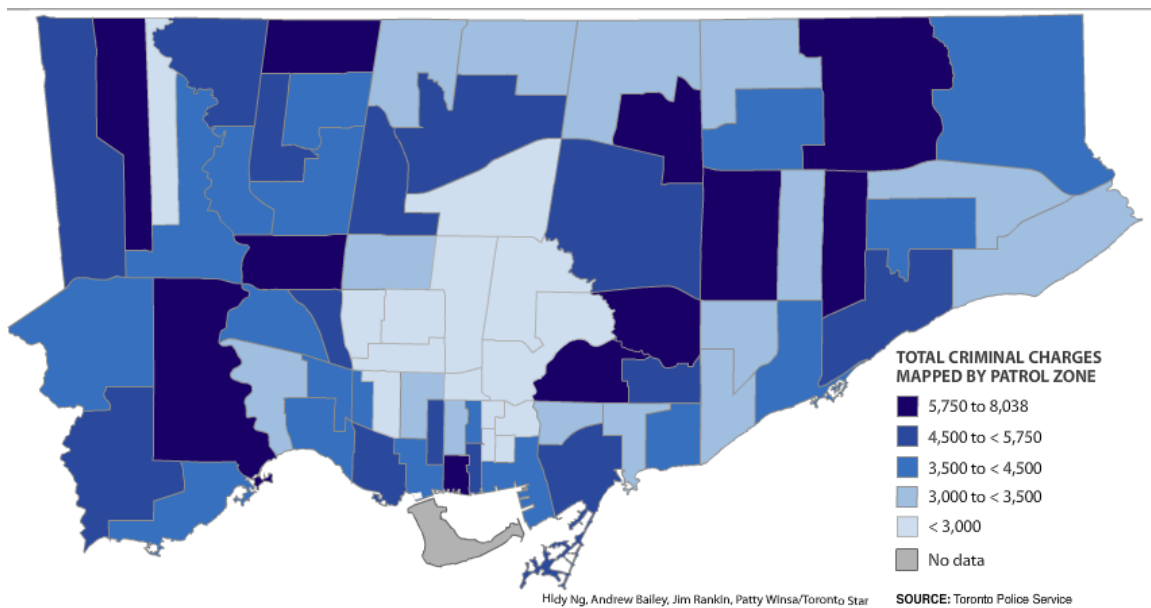 TOTAL CRIMINAL CHARGES
MAPPED BY PATROL ZONE
5,750 to 8,038
4,500 to < 5,750
3,500 to < 4,500
3,000 to < 3,500
< 3,000
No data
Hidy Ng, Andrew Bailey, Jim Rankin, Patty Winsa/Toronto Star
SOURCE: Toronto Police Service